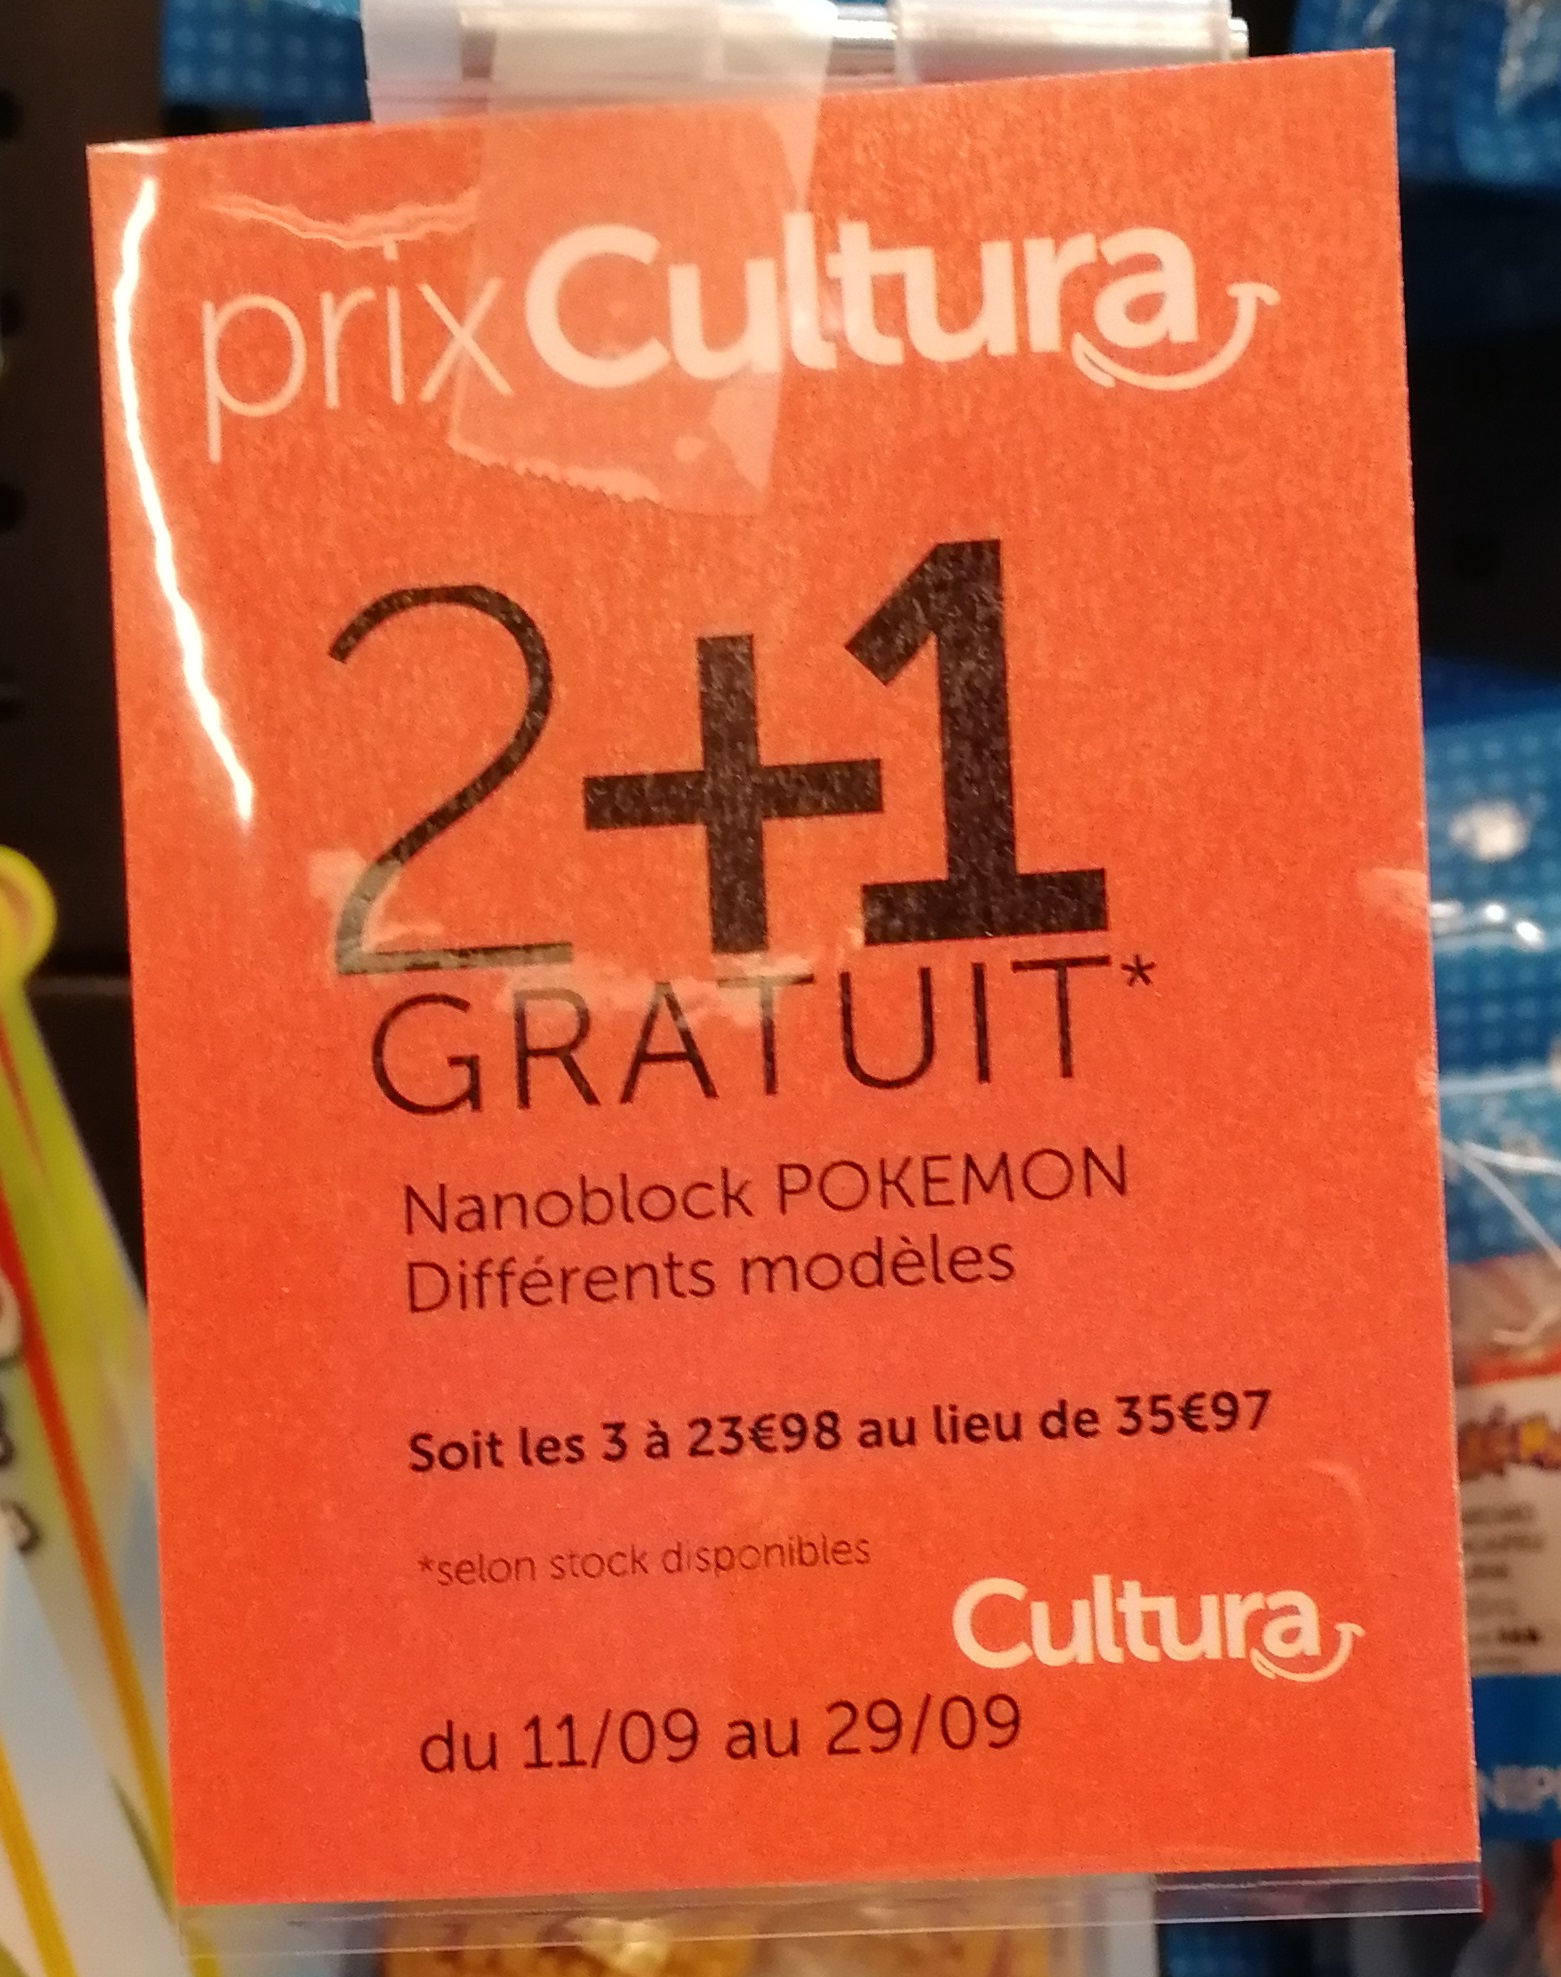 prix Cultura
2+1
GRATUIT*
Nanoblock POKEMON
Différents modèles
Soit les 3 à 23€98 au lieu de 35€97
*selon stock disponibles
Cultura
du 11/09 au 29/09